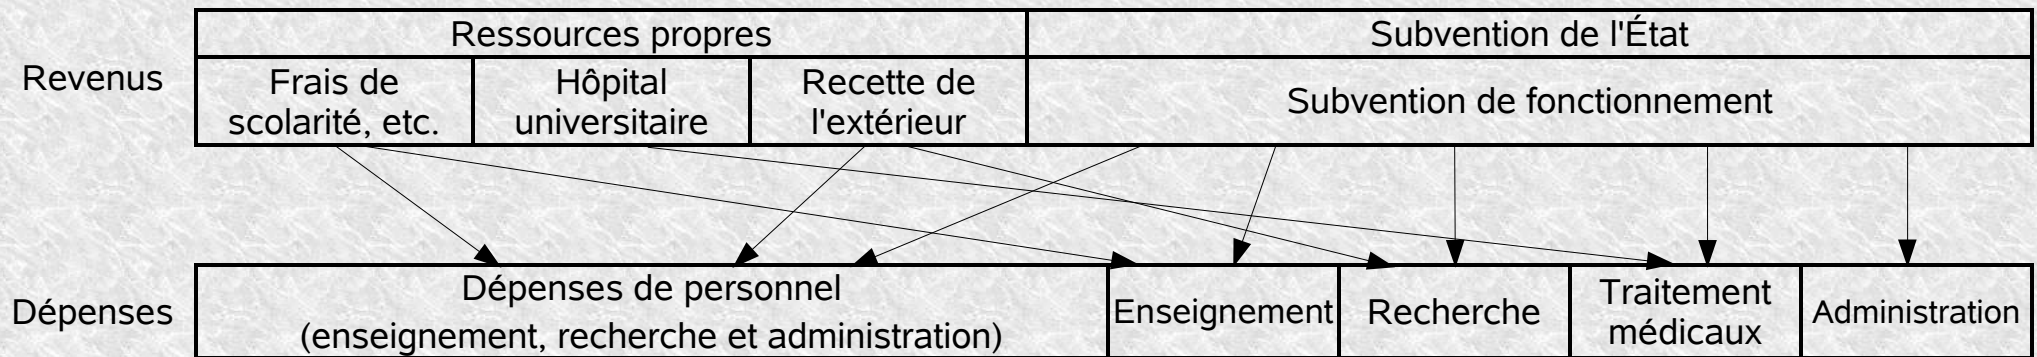 Ressources propres
Subvention de l'État
Revenus
Frais de
scolarité, etc.
Hôpital
universitaire
Recette de
l'extérieur
Subvention de fonctionnement
Dépenses
Dépenses de personnel
(enseignement, recherche et administration)
Enseignement
Recherche
Traitement
médicaux
Administration